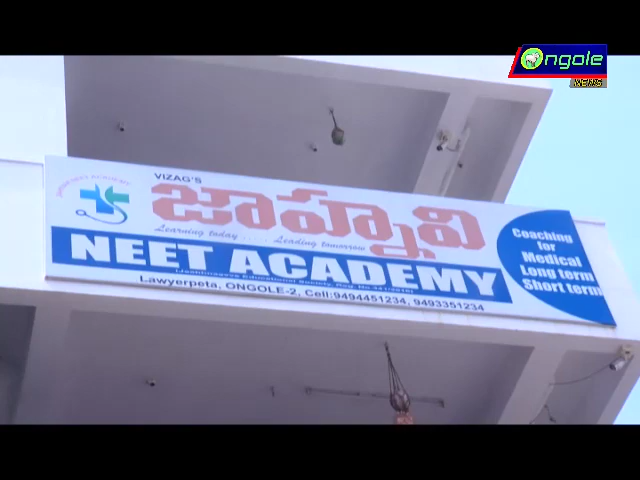 Ongole
NEWS
VIZAG'S
జాహ్నవి
Learning today . . . . Leading tomorrow
NEET ACADEMY
Lawyerpeta, ONGOLE-2, Cell:9494451234, 9493351234
Coaching
for
Medical
Long term
Short term